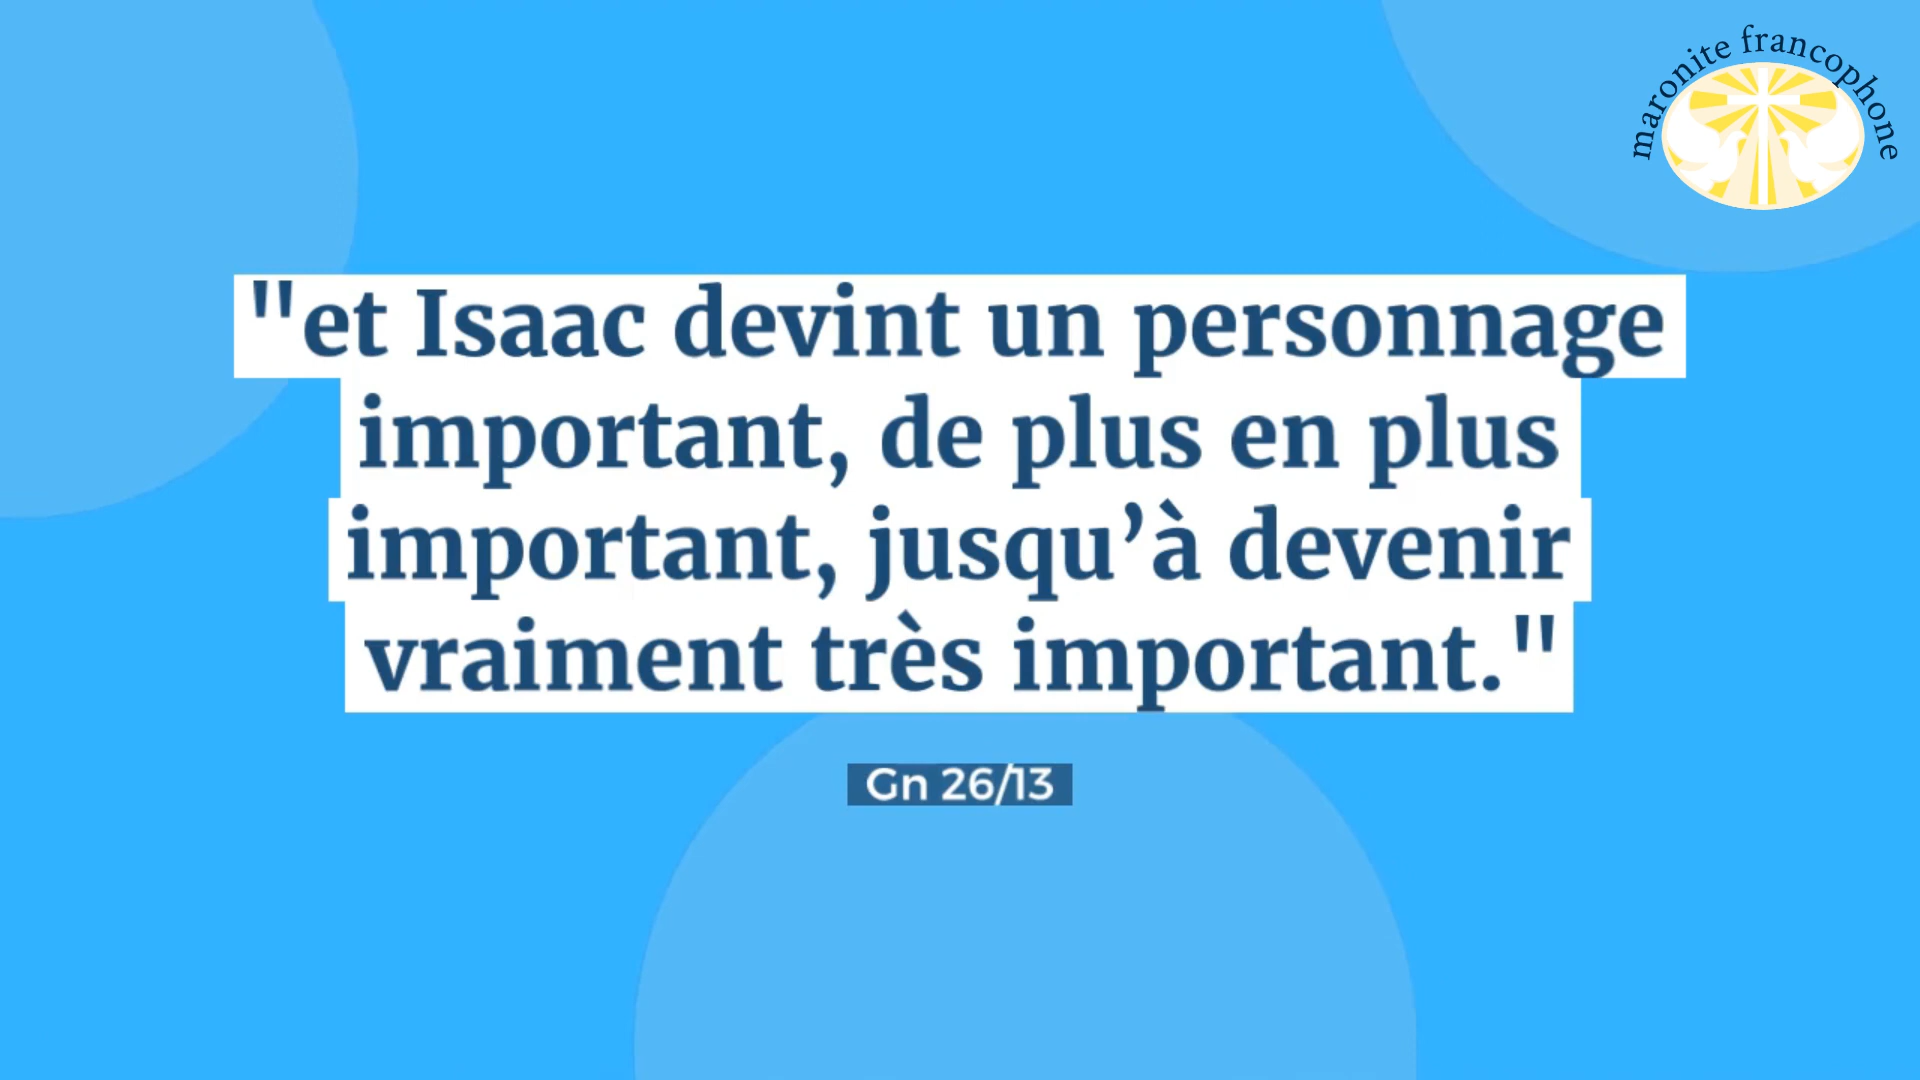 maronite francophone
"et Isaac devint un personnage
important, de plus en plus
important, jusqu’à devenir
vraiment très important."
Gn 26/13